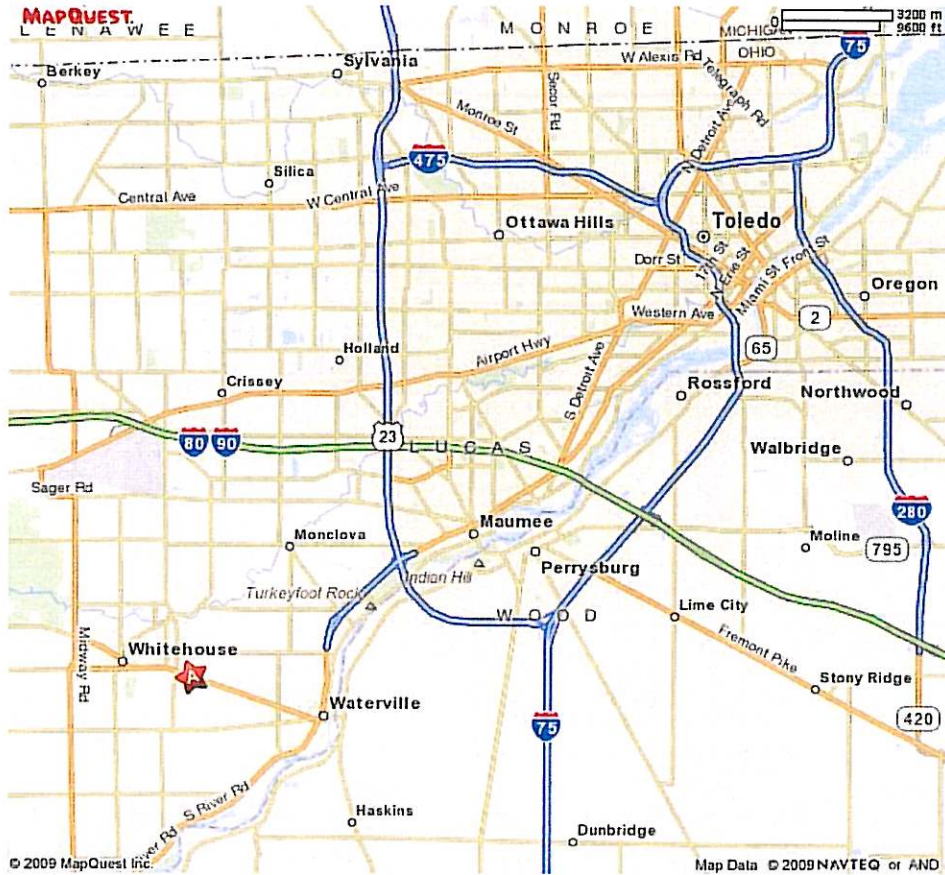 MAPQUEST.
3200 m
9600 ft
LENAWEE
MONROE
MICHIGAN
OHIO
75
Berkey
Sylvania
W Alexis Rd
Telegraph Rd
Secor Rd
Monroe St
N Detroit Ave
475
Silica
Central Ave
W Central Ave
Ottawa Hills
Toledo
Dorr St
17th St
N Erie St
Miami St
Front St
Oregon
Western Ave
2
65
Holland
Airport Hwy
Crissey
S Detroit Ave
Rossford
Northwood
80
90
23
LUCAS
Walbridge
Sager Rd
280
Maumee
Monclova
Moline
795
Indian Hill
Perrysburg
Turkeyfoot Rock
WOOD
Lime City
Midway Rd
Whitehouse
A
Fremont Pike
Stony Ridge
Waterville
75
420
S River Rd
River Rd
Haskins
Dunbridge
© 2009 MapQuest Inc.
Map Data © 2009 NAVTEQ or AND